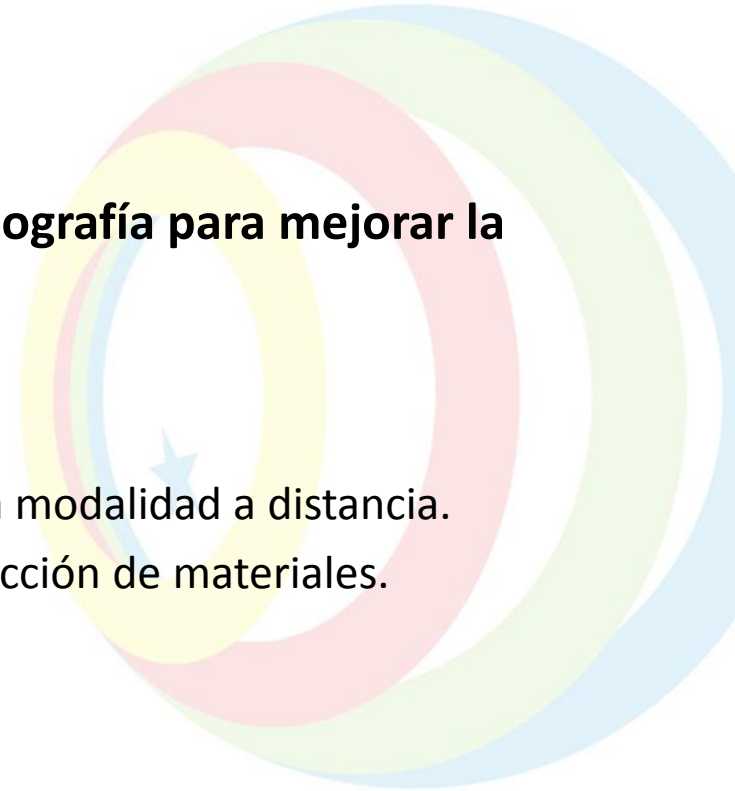 ografía para mejorar la
modalidad a distancia.
cción de materiales.